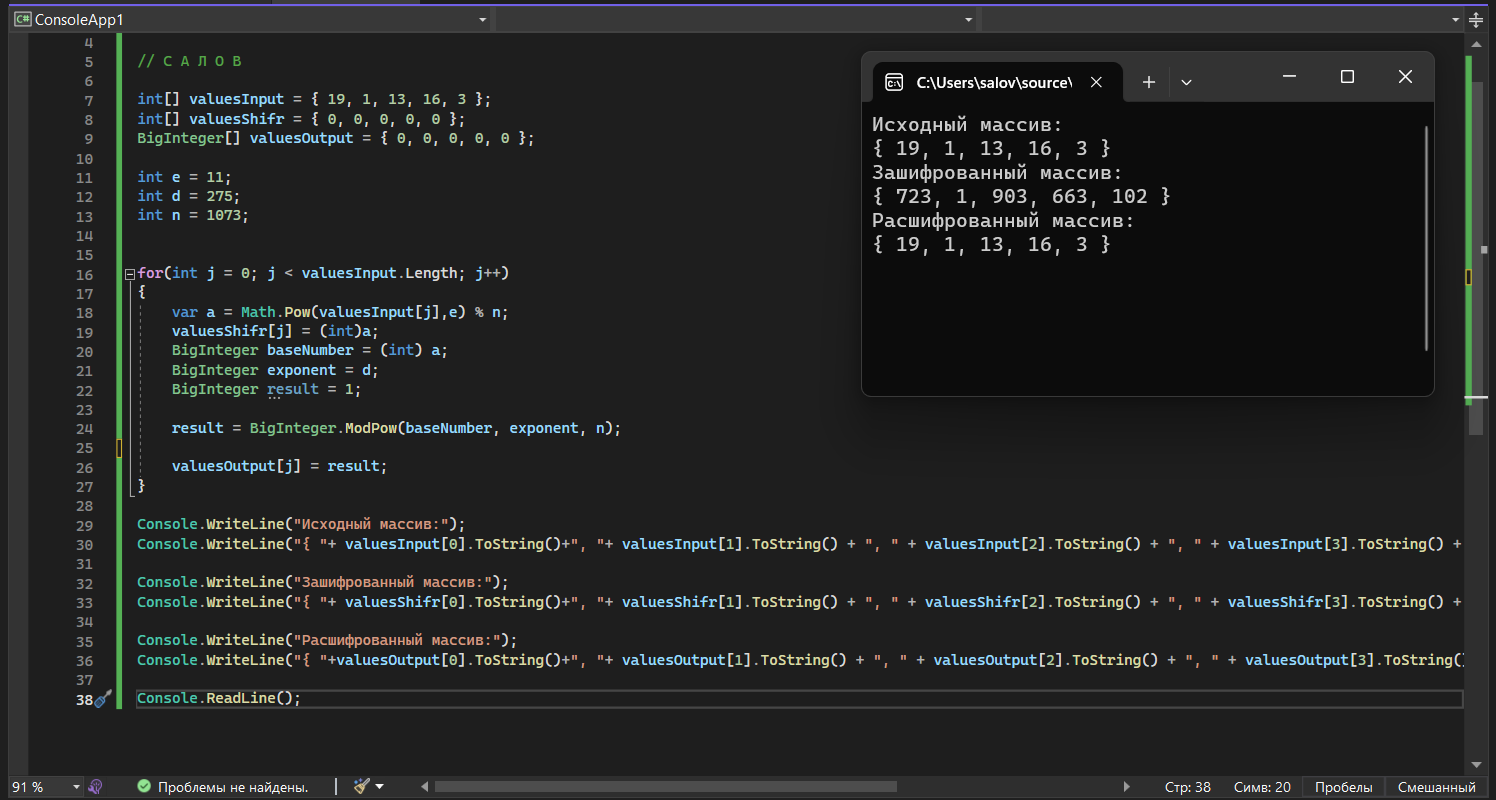 C# ConsoleApp1
4
5 // С А Л О В
6
7 int[] valuesInput = { 19, 1, 13, 16, 3 };
8 int[] valuesShifr = { 0, 0, 0, 0, 0 };
9 BigInteger[] valuesOutput = { 0, 0, 0, 0, 0 };
10
11 int e = 11;
12 int d = 275;
13 int n = 1073;
14
15
16 for(int j = 0; j < valuesInput.Length; j++)
17 {
18 var a = Math.Pow(valuesInput[j],e) % n;
19 valuesShifr[j] = (int)a;
20 BigInteger baseNumber = (int) a;
21 BigInteger exponent = d;
22 BigInteger result = 1;
23
24 result = BigInteger.ModPow(baseNumber, exponent, n);
25
26 valuesOutput[j] = result;
27 }
28
29 Console.WriteLine("Исходный массив:");
30 Console.WriteLine("{ "+ valuesInput[0].ToString()+", "+ valuesInput[1].ToString() + ", " + valuesInput[2].ToString() + ", " + valuesInput[3].ToString() +
31
32 Console.WriteLine("Зашифрованный массив:");
33 Console.WriteLine("{ "+ valuesShifr[0].ToString()+", "+ valuesShifr[1].ToString() + ", " + valuesShifr[2].ToString() + ", " + valuesShifr[3].ToString() +
34
35 Console.WriteLine("Расшифрованный массив:");
36 Console.WriteLine("{ "+valuesOutput[0].ToString()+", "+ valuesOutput[1].ToString() + ", " + valuesOutput[2].ToString() + ", " + valuesOutput[3].ToString()
37
38 Console.ReadLine();
C:\Users\salov\source\
Исходный массив:
{ 19, 1, 13, 16, 3 }
Зашифрованный массив:
{ 723, 1, 903, 663, 102 }
Расшифрованный массив:
{ 19, 1, 13, 16, 3 }
91 % Проблемы не найдены. Стр: 38 Симв: 20 Пробелы Смешанный